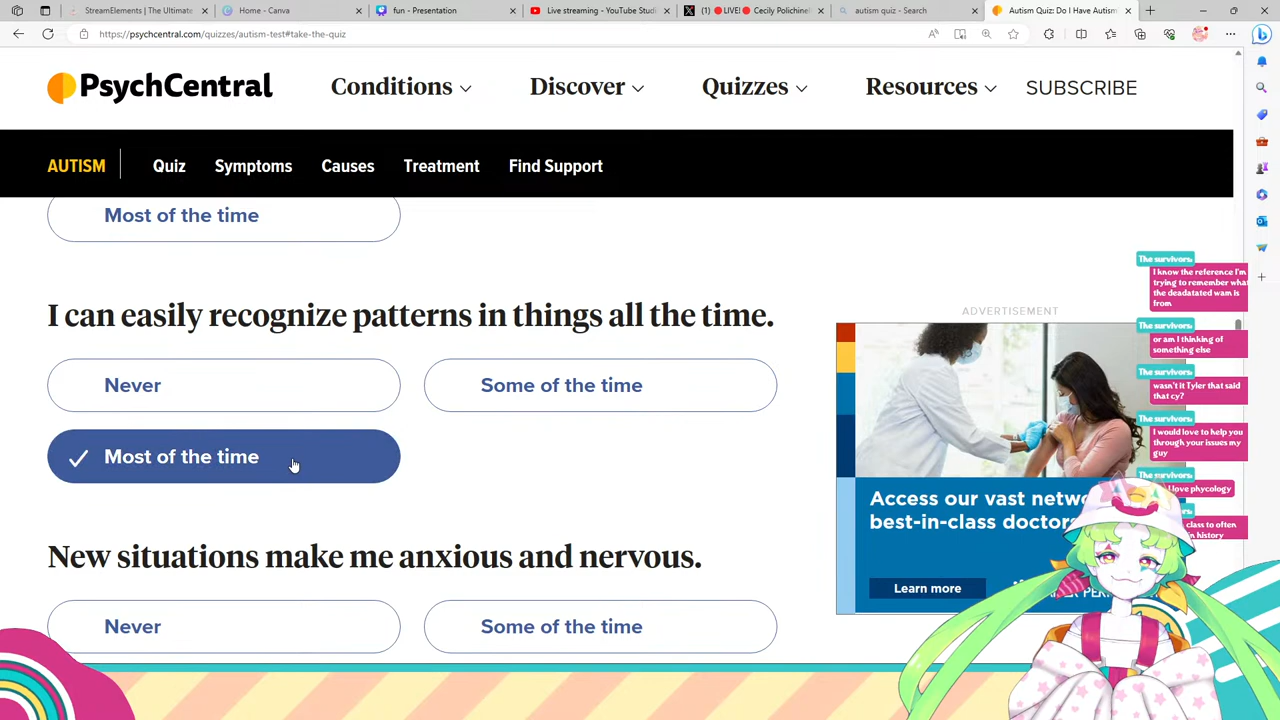 StreamElements | The Ultimate
Home - Canva
fun - Presentation
Live streaming - YouTube Studi
(1) 🔴LIVE! 🔴 Cecily Polichinel
autism quiz - Search
Autism Quiz: Do I Have Autism
https://psychcentral.com/quizzes/autism-test#take-the-quiz
PsychCentral
Conditions
Discover
Quizzes
Resources
SUBSCRIBE
AUTISM
Quiz
Symptoms
Causes
Treatment
Find Support
Most of the time
I can easily recognize patterns in things all the time.
Never
Some of the time
Most of the time
New situations make me anxious and nervous.
Never
Some of the time
ADVERTISEMENT
Access our vast netwo
best-in-class doctors
Learn more
The survivors:
I know the reference I'm
trying to remember what
the deadatated wam is
from
The survivors:
or am I thinking of
something else
The survivors:
wasn't it Tyler that said
that cy?
The survivors:
I would love to help you
through your issues my
guy
The survivors:
love phycology
class to often
history